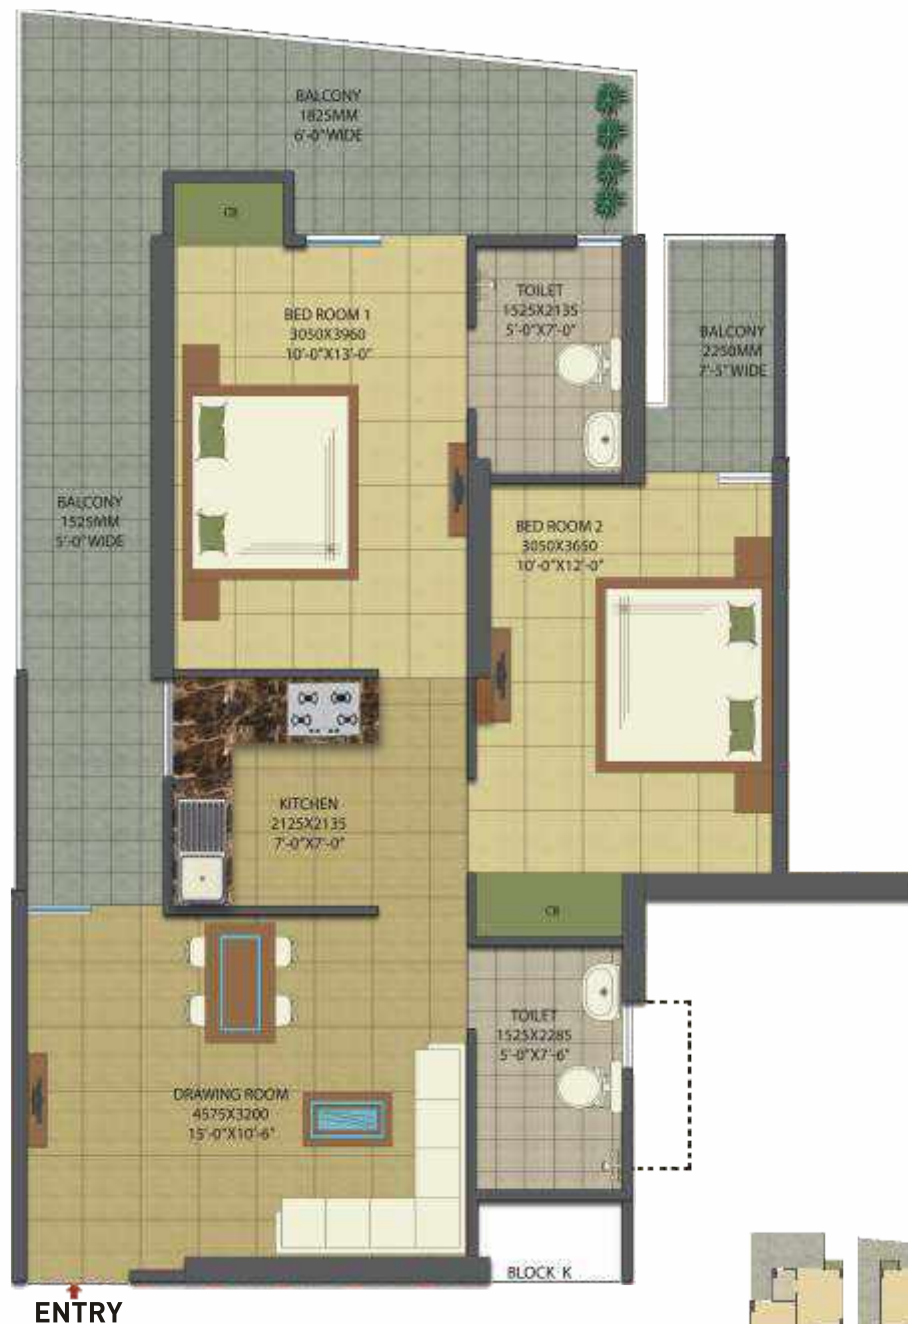 BALCONY
1825MM
6'-0" WIDE
CB
BED ROOM 1
3050X3960
10'-0"X13'-0"
TOILET
1525X2135
5'-0"X7'-0"
BALCONY
2250MM
7'-5" WIDE
BALCONY
1525MM
5'-0" WIDE
BED ROOM 2
3050X3650
10'-0"X12'-0"
KITCHEN
2125X2135
7'-0"X7'-0"
CB
TOILET
1525X2285
5'-0"X7'-6"
DRAWING ROOM
4575X3200
15'-0"X10'-6"
BLOCK K
ENTRY